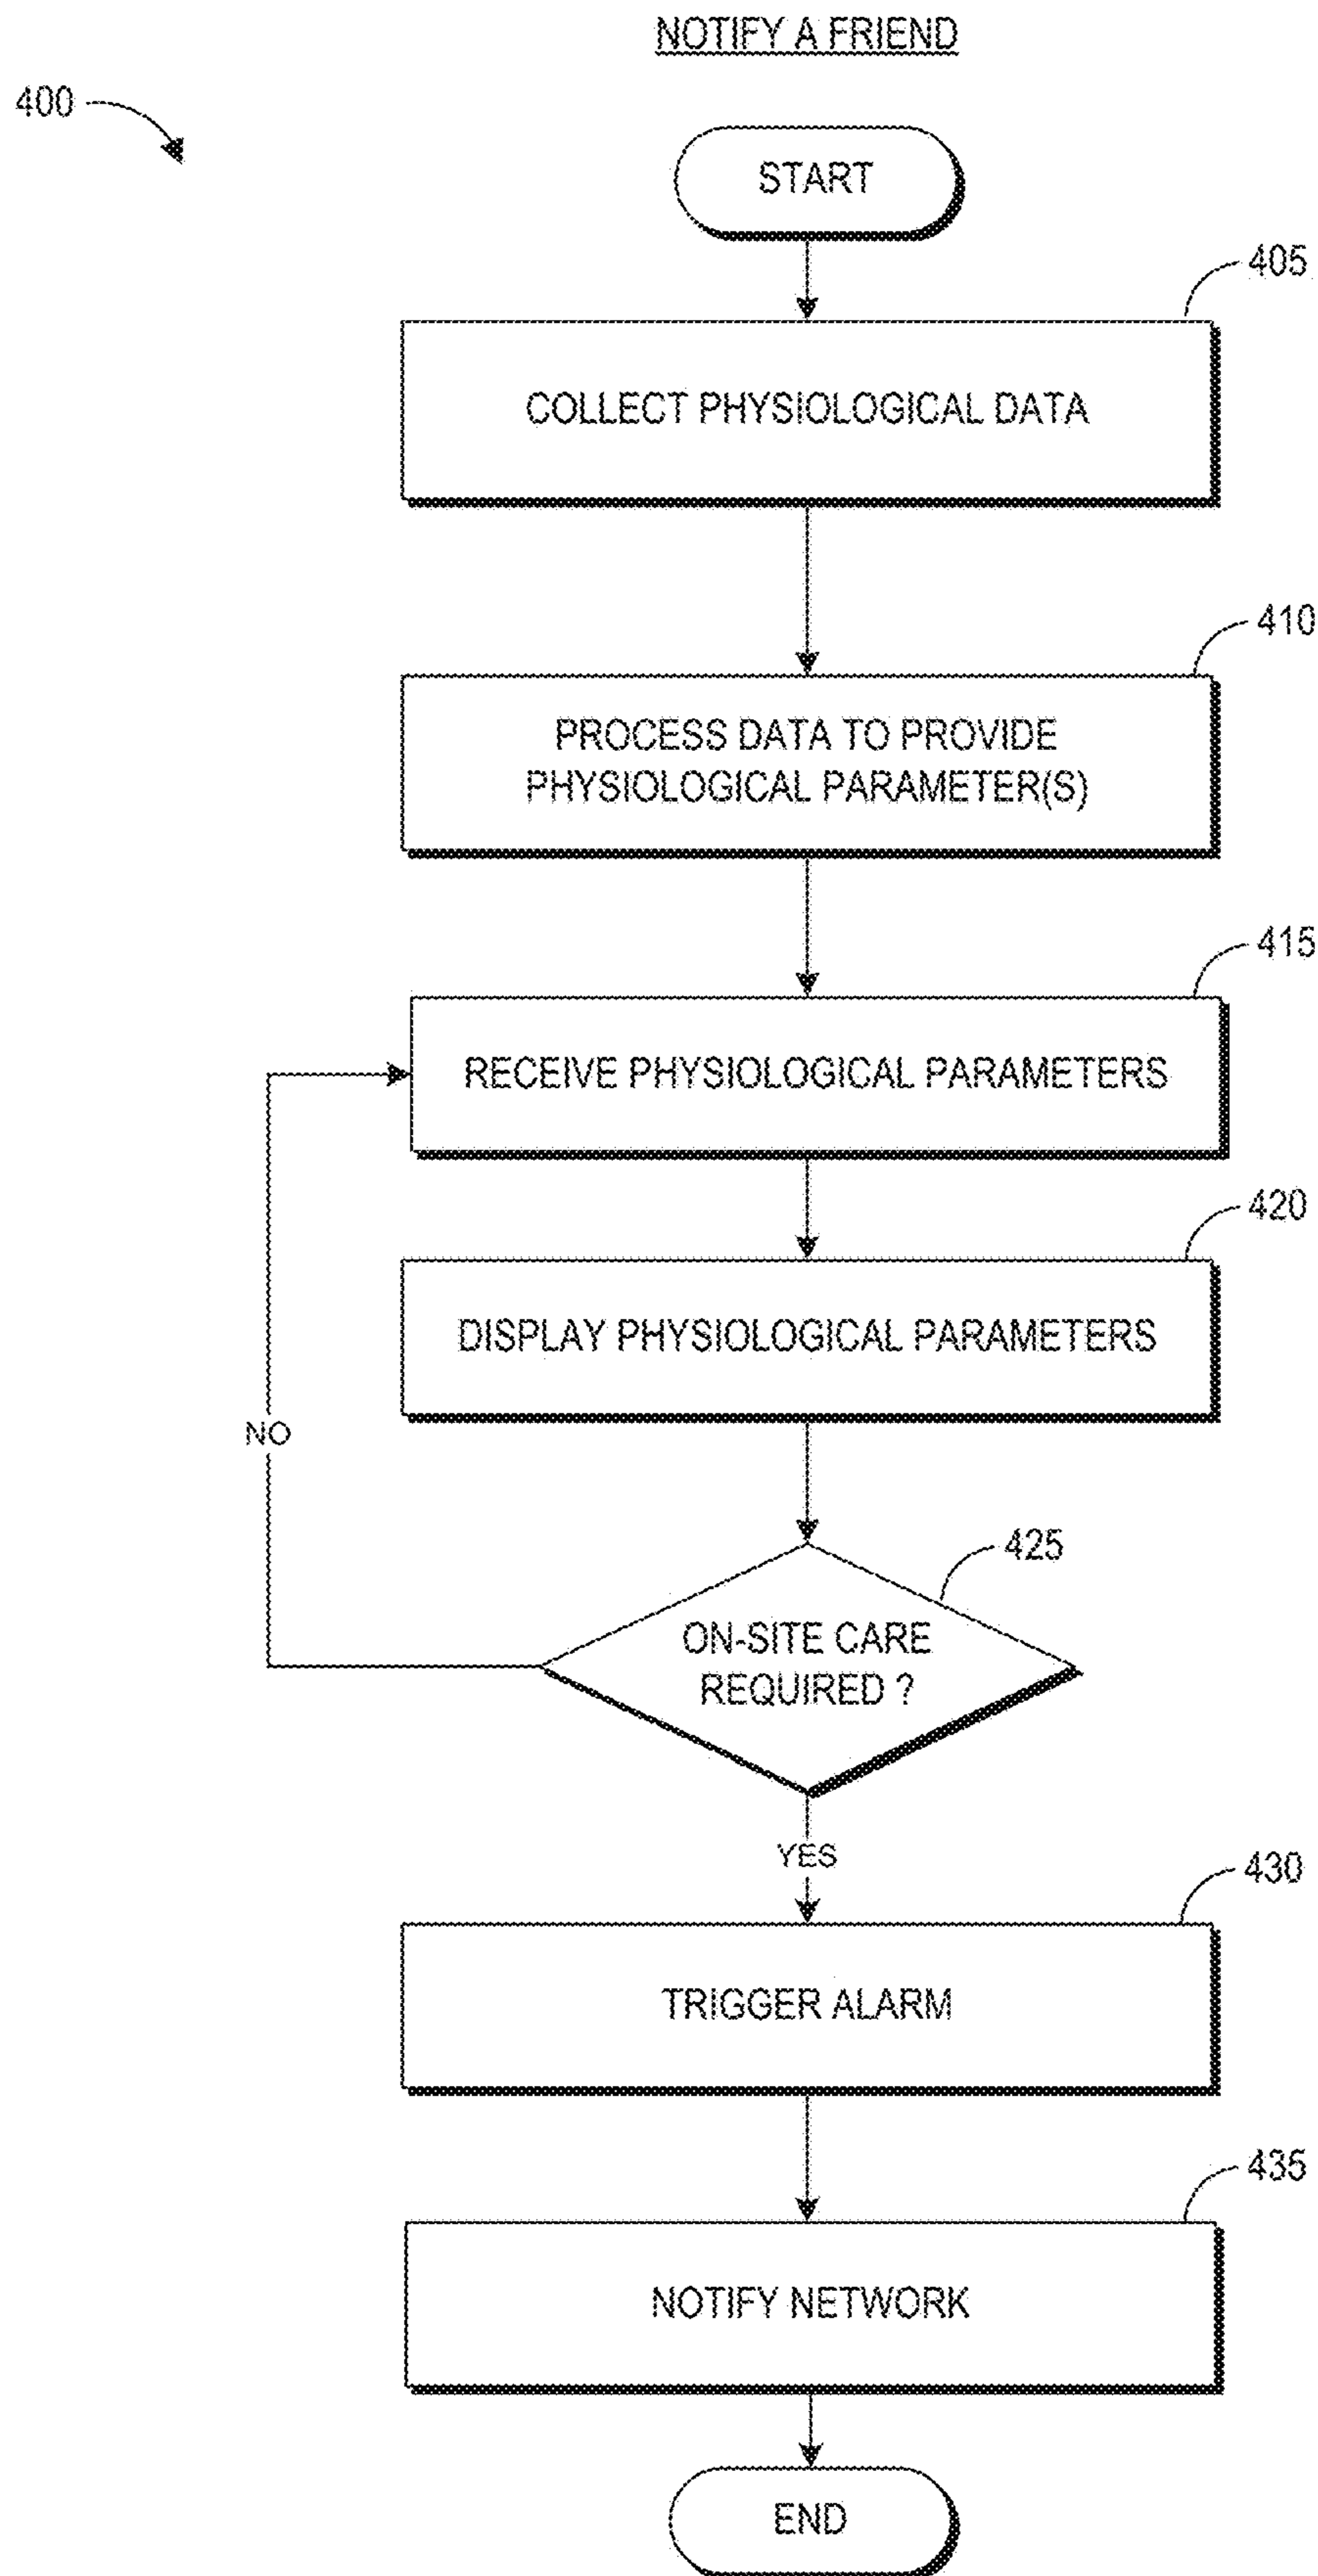 NOTIFY A FRIEND
400
START
405
COLLECT PHYSIOLOGICAL DATA
410
PROCESS DATA TO PROVIDE
PHYSIOLOGICAL PARAMETER(S)
415
RECEIVE PHYSIOLOGICAL PARAMETERS
420
DISPLAY PHYSIOLOGICAL PARAMETERS
NO
425
ON-SITE CARE
REQUIRED ?
YES
430
TRIGGER ALARM
435
NOTIFY NETWORK
END